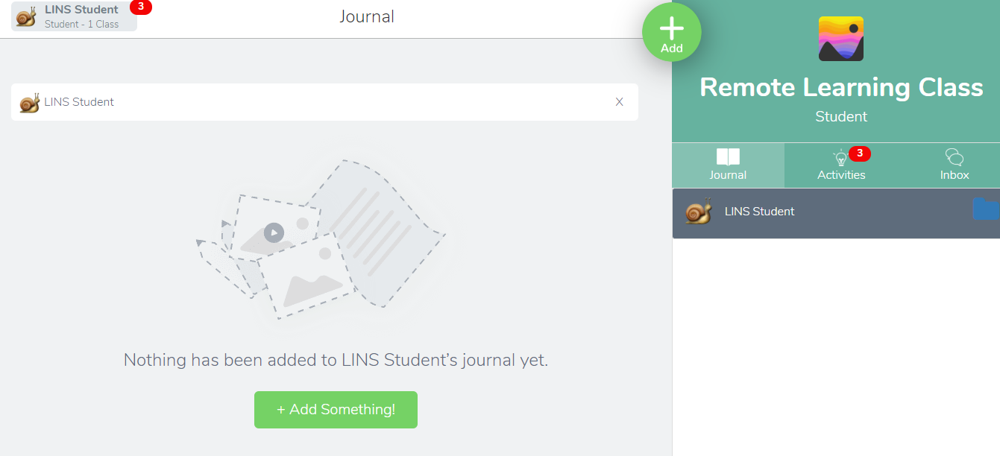 LINS Student
3
Student - 1 Class
Journal
Add
LINS Student
X
Nothing has been added to LINS Student's journal yet.
+ Add Something!
Remote Learning Class
Student
Journal
Activities
3
Inbox
LINS Student